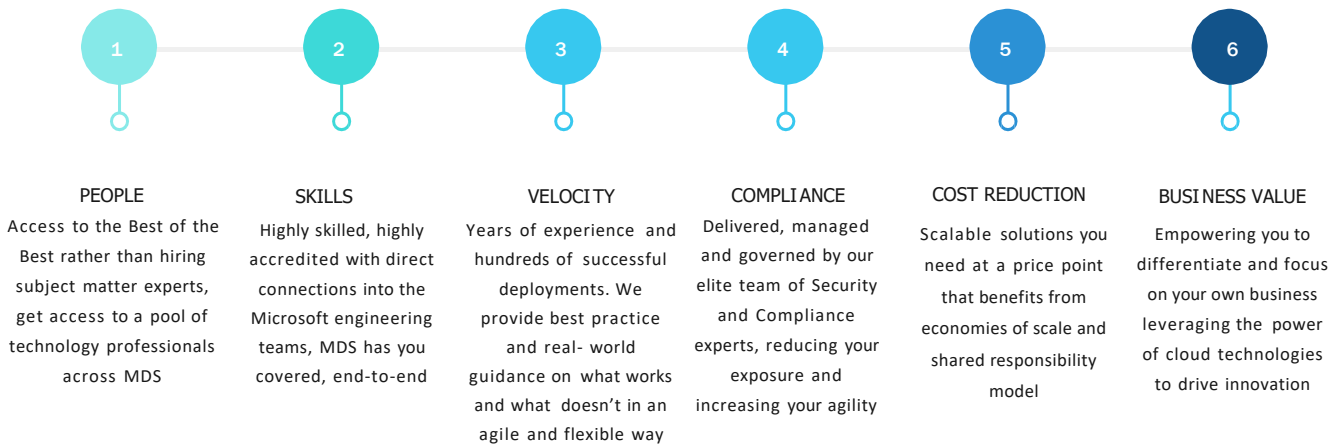 1
2
3
4
5
6
PEOPLE
Access to the Best of the
Best rather than hiring
subject matter experts,
get access to a pool of
technology professionals
across MDS
SKILLS
Highly skilled, highly
accredited with direct
connections into the
Microsoft engineering
teams, MDS has you
covered, end-to-end
VELOCITY
Years of experience and
hundreds of successful
deployments. We
provide best practice
and real- world
guidance on what works
and what doesn’t in an
agile and flexible way
COMPLIANCE
Delivered, managed
and governed by our
elite team of Security
and Compliance
experts, reducing your
exposure and
increasing your agility
COST REDUCTION
Scalable solutions you
need at a price point
that benefits from
economies of scale and
shared responsibility
model
BUSINESS VALUE
Empowering you to
differentiate and focus
on your own business
leveraging the power
of cloud technologies
to drive innovation